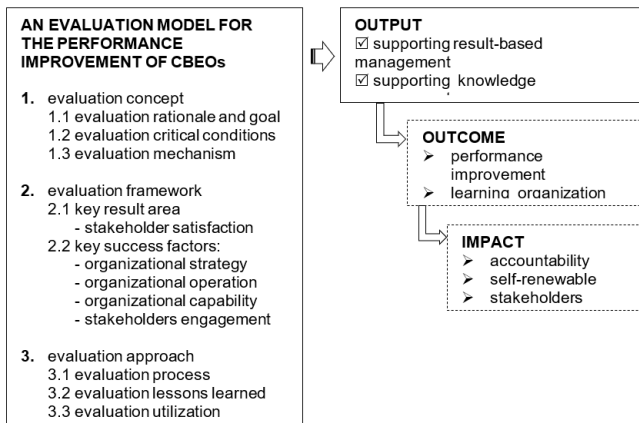 AN EVALUATION MODEL FOR
THE PERFORMANCE
IMPROVEMENT OF CBEOs
1. evaluation concept
1.1 evaluation rationale and goal
1.2 evaluation critical conditions
1.3 evaluation mechanism
2. evaluation framework
2.1 key result area
- stakeholder satisfaction
2.2 key success factors:
- organizational strategy
- organizational operation
- organizational capability
- stakeholders engagement
3. evaluation approach
3.1 evaluation process
3.2 evaluation lessons learned
3.3 evaluation utilization
OUTPUT
☑ supporting result-based
management
☑ supporting knowledge
OUTCOME
➢ performance
improvement
➢ learning organization
IMPACT
➢ accountability
➢ self-renewable
➢ stakeholders